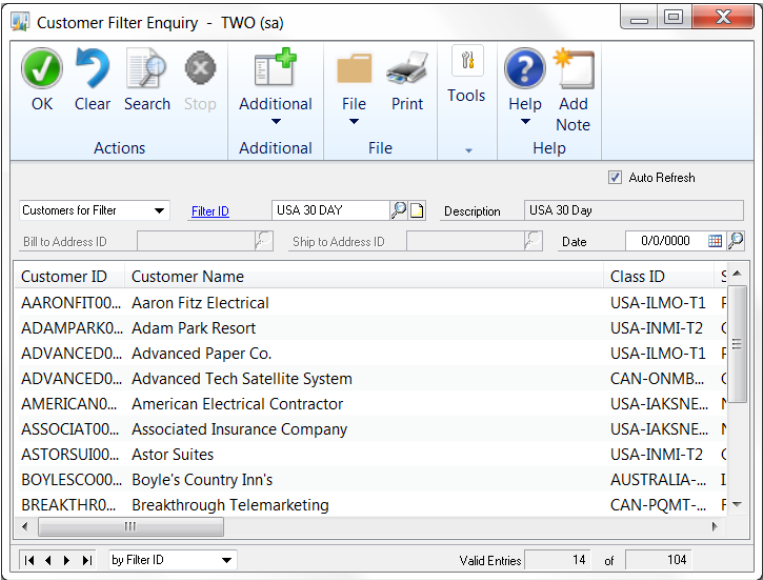 Customer Filter Enquiry - TWO (sa)
OK Clear Search Stop Additional File Print Tools Help Add Note
Actions Additional File Help
Auto Refresh
Customers for Filter Filter ID USA 30 DAY Description USA 30 Day
Bill to Address ID Ship to Address ID Date 0/0/0000
Customer ID Customer Name Class ID
AARONFIT00... Aaron Fitz Electrical USA-ILMO-T1
ADAMPARK0... Adam Park Resort USA-INMI-T2
ADVANCED0... Advanced Paper Co. USA-ILMO-T1
ADVANCED0... Advanced Tech Satellite System CAN-ONMB...
AMERICAN0... American Electrical Contractor USA-IAKSNE...
ASSOCIAT00... Associated Insurance Company USA-IAKSNE...
ASTORSUI00... Astor Suites USA-INMI-T2
BOYLESCO00... Boyle's Country Inn's AUSTRALIA-...
BREAKTHR0... Breakthrough Telemarketing CAN-PQMT-...
by Filter ID Valid Entries 14 of 104